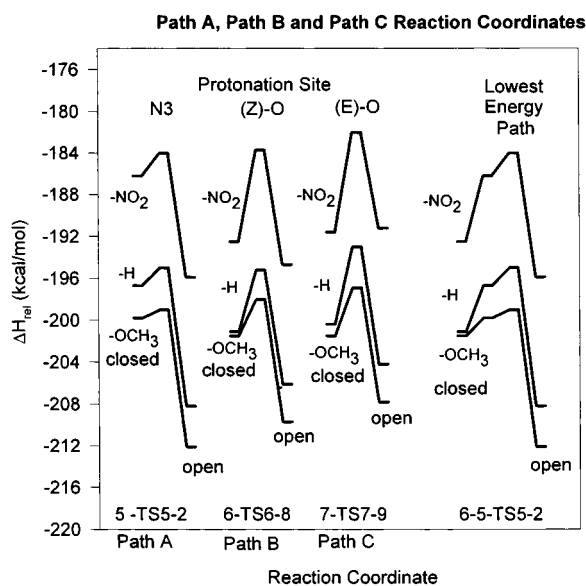 Path A, Path B and Path C Reaction Coordinates
-176
-180
-184
-188
-192
-196
-200
-204
-208
-212
-216
-220
ΔH_rel (kcal/mol)
Protonation Site
N3
(Z)-O
(E)-O
Lowest
Energy
Path
-NO₂
-NO₂
-NO₂
-NO₂
-H
-H
-H
-H
-OCH₃
closed
-OCH₃
closed
-OCH₃
closed
-OCH₃
closed
open
open
open
open
5 -TS5-2
6-TS6-8
7-TS7-9
6-5-TS5-2
Path A
Path B
Path C
Reaction Coordinate